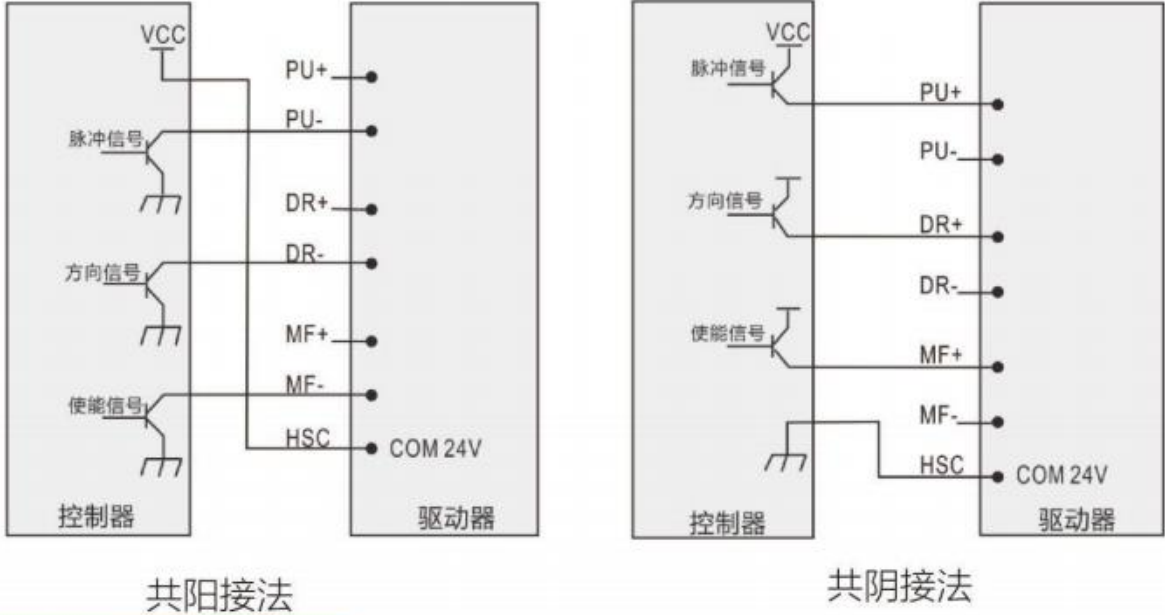 VCC
PU+
PU-
脉冲信号
DR+
DR-
方向信号
MF+
MF-
使能信号
HSC
COM 24V
控制器
驱动器
共阳接法
VCC
脉冲信号
PU+
PU-
方向信号
DR+
DR-
使能信号
MF+
MF-
HSC
COM 24V
控制器
驱动器
共阴接法